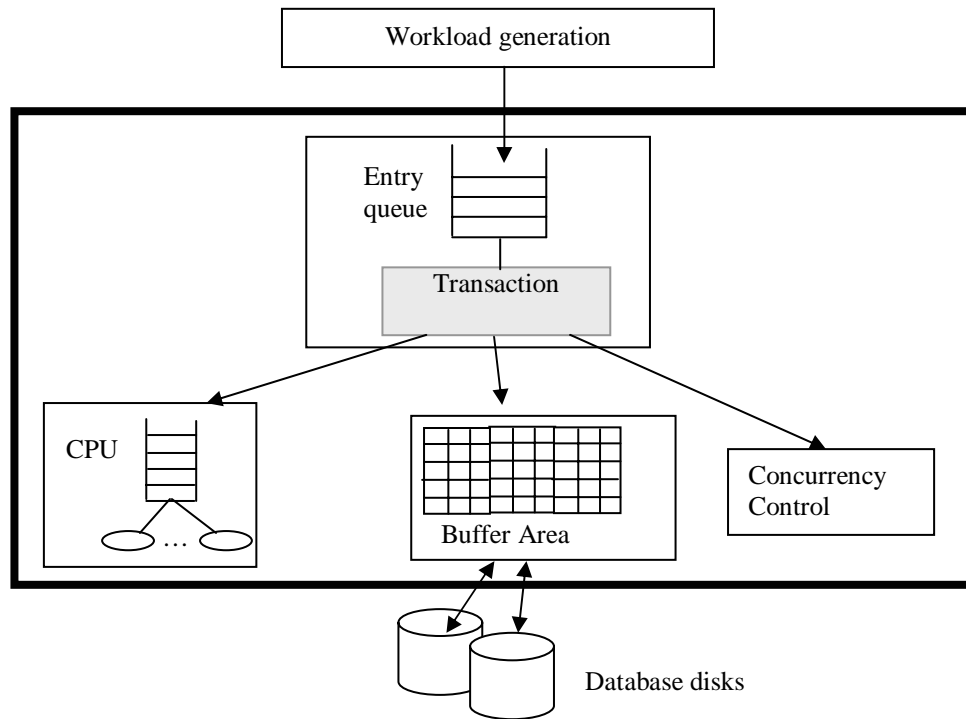 Workload generation
Entry
queue
Transaction
CPU
...
Buffer Area
Concurrency
Control
Database disks